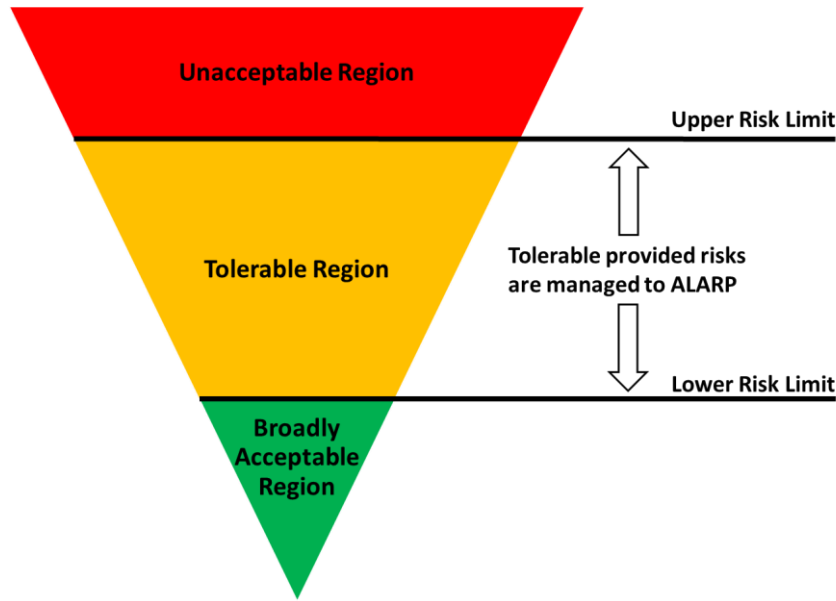 Unacceptable Region
Upper Risk Limit
Tolerable Region
Tolerable provided risks
are managed to ALARP
Lower Risk Limit
Broadly
Acceptable
Region